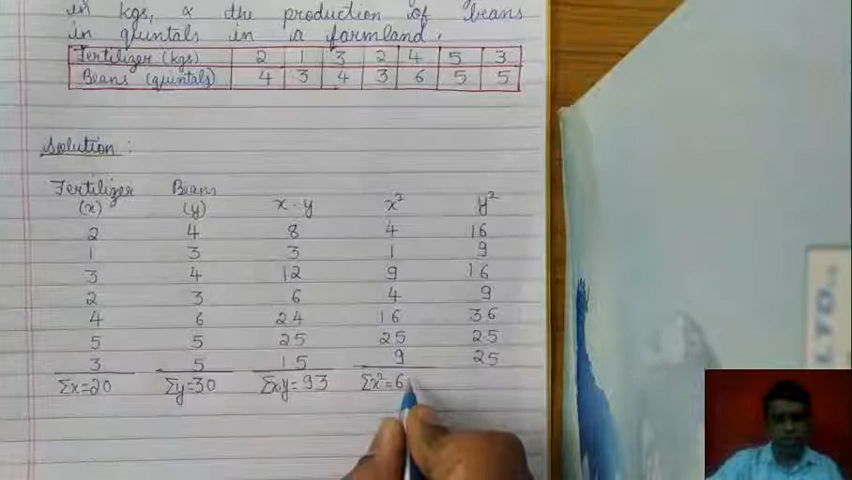 in kgs, & the production of beans
in quintals in a farmland.
Fertilizer (kgs) 2 1 3 2 4 5 3
Beans (quintals) 4 3 4 3 6 5 5
Solution :
Fertilizer Beans
(x) (y) x·y x² y²
2 4 8 4 16
1 3 3 1 9
3 4 12 9 16
2 3 6 4 9
4 6 24 16 36
5 5 25 25 25
3 5 15 9 25
Σx=20 Σy=30 Σxy=93 Σx²=6
LTD